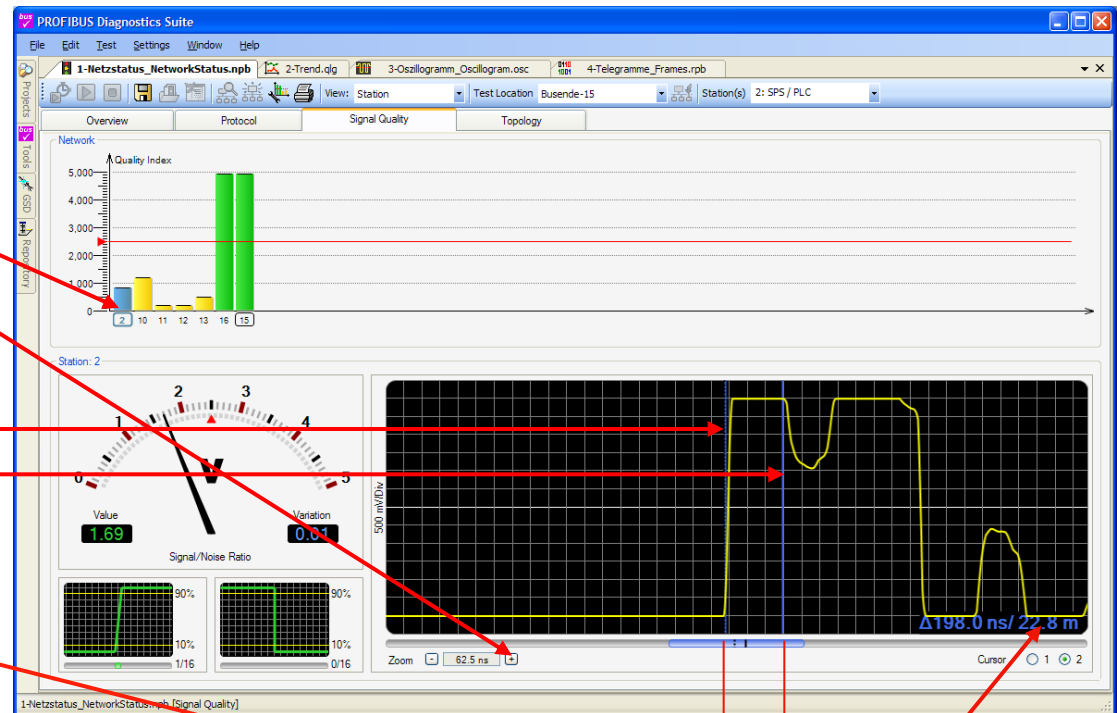 bus PROFIBUS Diagnostics Suite
File Edit Test Settings Window Help
1-Netzstatus_NetworkStatus.npb 2-Trend.qlg 3-Oszillogramm_Oscillogram.osc 0110 1001 4-Telegramme_Frames.rpb
View: Station Test Location Busende-15 Station(s) 2: SPS / PLC
Projects
bus Tools
GSD
Repository
Overview Protocol Signal Quality Topology
Network
Quality Index
5,000
4,000
3,000
2,000
1,000
0
2 10 11 12 13 16 15
Station: 2
0 1 2 3 4 5
V
Value Variation
1.69 0.01
Signal/Noise Ratio
90% 90%
10% 10%
1/16 0/16
500 mV/Div
Δ198.0 ns/ 22.8 m
Zoom - 62.5 ns + Cursor 1 2
1-Netzstatus_NetworkStatus.npb [Signal Quality]